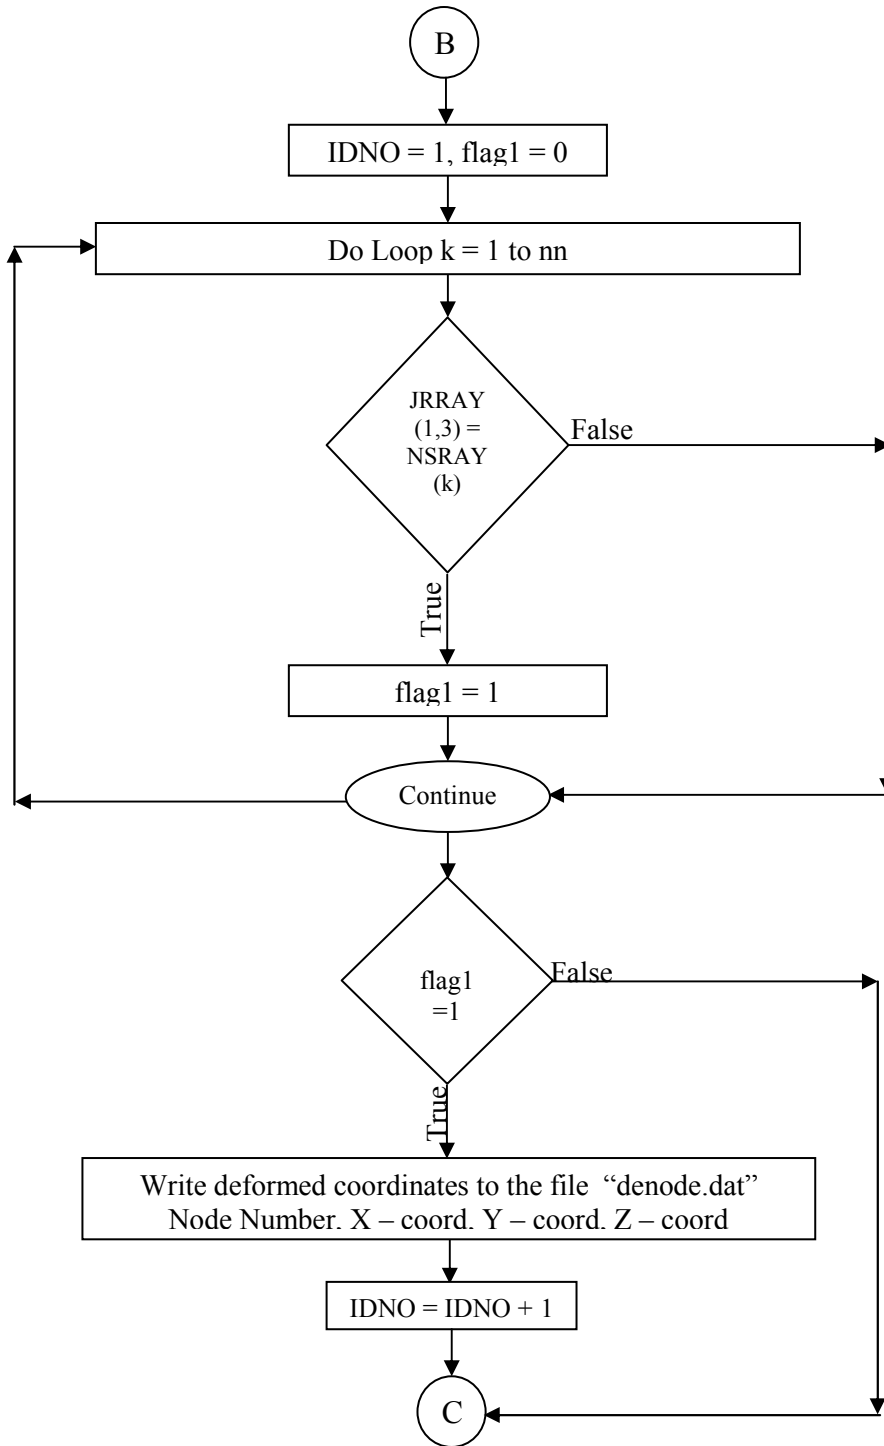 B
IDNO = 1, flag1 = 0
Do Loop k = 1 to nn
JRRAY
(1,3) =
NSRAY
(k)
False
True
flag1 = 1
Continue
flag1
=1
False
True
Write deformed coordinates to the file “denode.dat”
Node Number, X – coord, Y – coord, Z – coord
IDNO = IDNO + 1
C